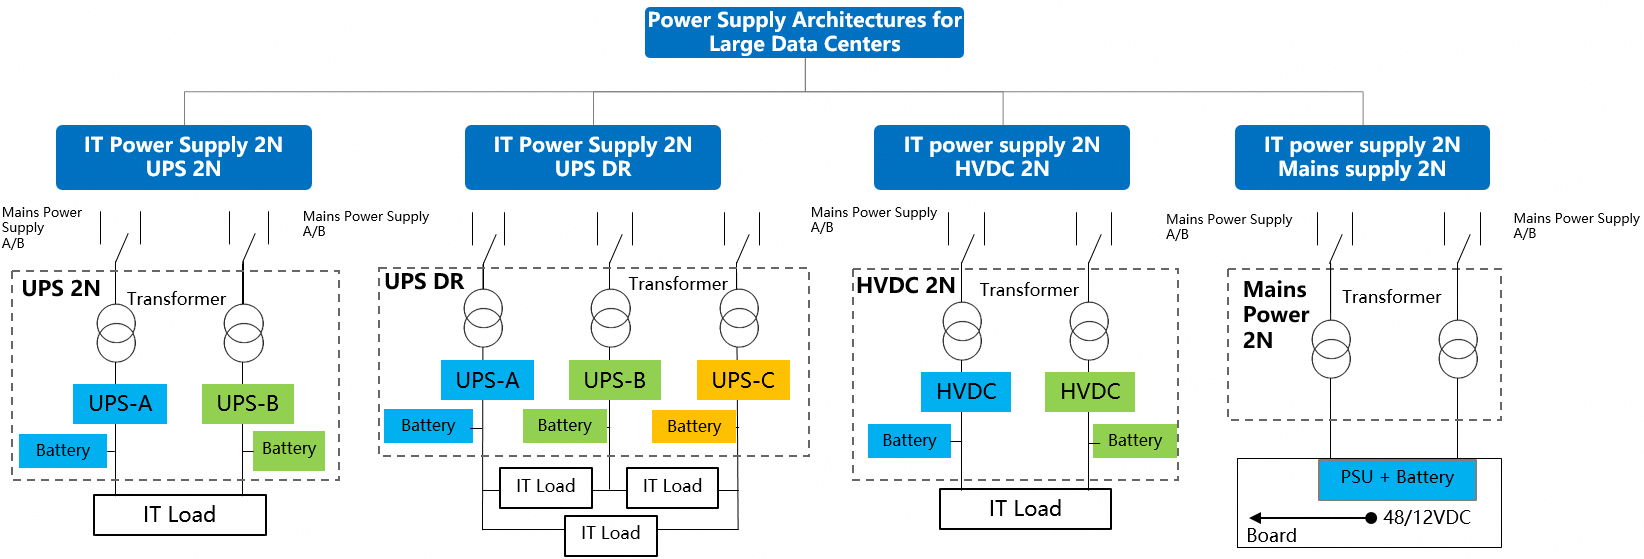 Power Supply Architectures for
Large Data Centers
IT Power Supply 2N
UPS 2N
IT Power Supply 2N
UPS DR
IT power supply 2N
HVDC 2N
IT power supply 2N
Mains supply 2N
Mains Power
Supply
A/B
Mains Power Supply
A/B
Mains Power Supply
A/B
Mains Power Supply
A/B
Mains Power Supply
A/B
UPS 2N
Transformer
UPS-A
UPS-B
Battery
Battery
IT Load
UPS DR
Transformer
UPS-A
UPS-B
UPS-C
Battery
Battery
Battery
IT Load
IT Load
IT Load
HVDC 2N
Transformer
HVDC
HVDC
Battery
Battery
IT Load
Mains
Power
2N
Transformer
PSU + Battery
48/12VDC
Board